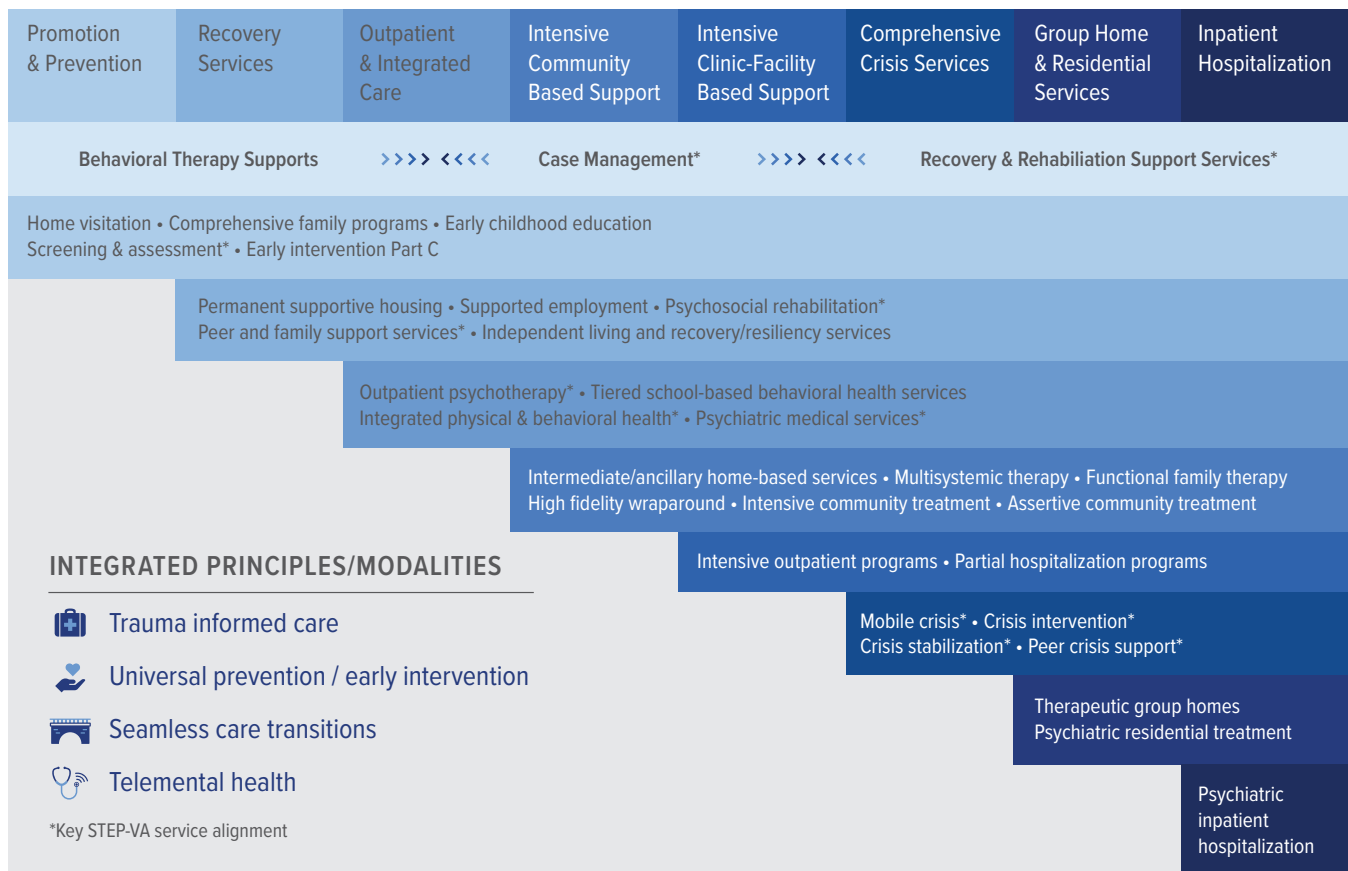 Promotion
& Prevention
Recovery
Services
Outpatient
& Integrated
Care
Intensive
Community
Based Support
Intensive
Clinic-Facility
Based Support
Comprehensive
Crisis Services
Group Home
& Residential
Services
Inpatient
Hospitalization
Behavioral Therapy Supports >>>> <<<< Case Management* >>>> <<<< Recovery & Rehabiliation Support Services*
Home visitation • Comprehensive family programs • Early childhood education
Screening & assessment* • Early intervention Part C
Permanent supportive housing • Supported employment • Psychosocial rehabilitation*
Peer and family support services* • Independent living and recovery/resiliency services
Outpatient psychotherapy* • Tiered school-based behavioral health services
Integrated physical & behavioral health* • Psychiatric medical services*
Intermediate/ancillary home-based services • Multisystemic therapy • Functional family therapy
High fidelity wraparound • Intensive community treatment • Assertive community treatment
Intensive outpatient programs • Partial hospitalization programs
Mobile crisis* • Crisis intervention*
Crisis stabilization* • Peer crisis support*
Therapeutic group homes
Psychiatric residential treatment
Psychiatric
inpatient
hospitalization
INTEGRATED PRINCIPLES/MODALITIES
Trauma informed care
Universal prevention / early intervention
Seamless care transitions
Telemental health
*Key STEP-VA service alignment